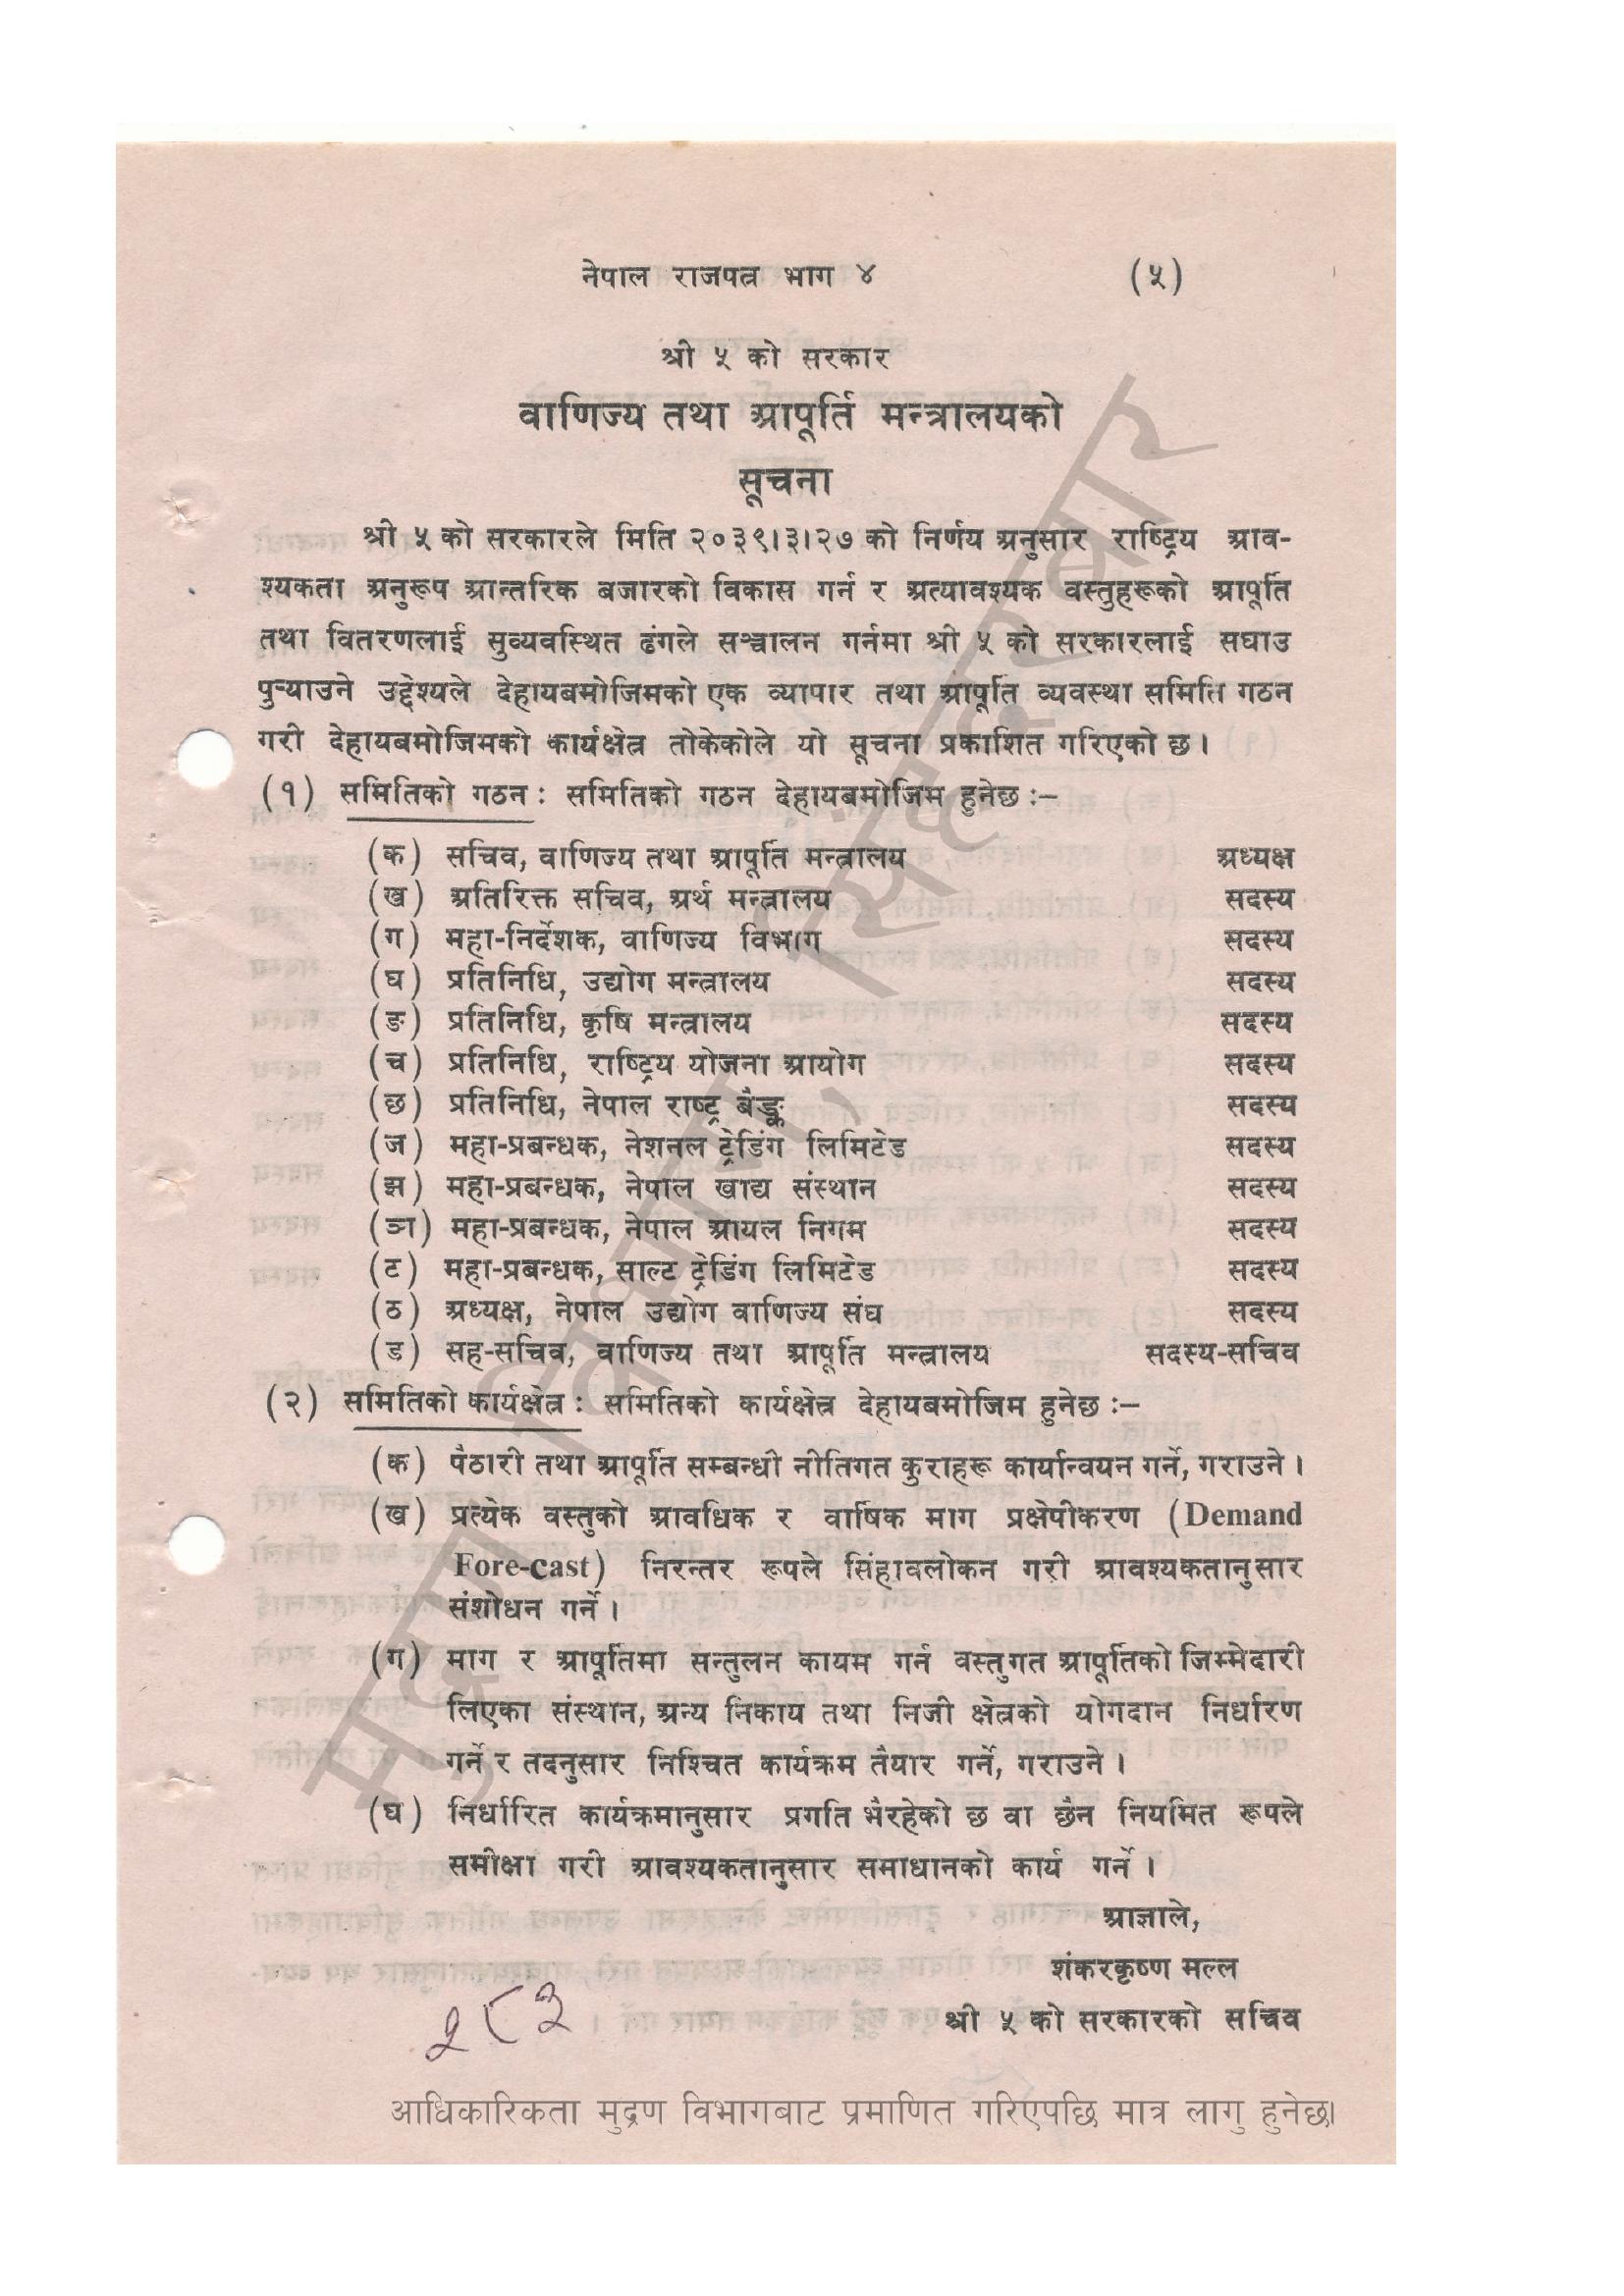 नेपाल राजपत्र भाग ४ (५)
श्री ५ को सरकार
वाणिज्य तथा आपूर्ति मन्त्रालयको
सूचना
श्री ५ को सरकारले मिति २०३९।३।२७ को निर्णय अनुसार राष्ट्रिय आव-
श्यकता अनुरूप आन्तरिक बजारको विकास गर्न र अत्यावश्यक वस्तुहरूको आपूर्ति
तथा वितरणलाई सुव्यवस्थित ढंगले सञ्चालन गर्नमा श्री ५ को सरकारलाई सघाउ
पुर्‍याउने उद्देश्यले देहायबमोजिमको एक व्यापार तथा आपूर्ति व्यवस्था समिति गठन
गरी देहायबमोजिमको कार्यक्षेत्र तोकेकोले यो सूचना प्रकाशित गरिएको छ।
(१) समितिको गठन : समितिको गठन देहायबमोजिम हुनेछ :–
(क) सचिव, वाणिज्य तथा आपूर्ति मन्त्रालय अध्यक्ष
(ख) अतिरिक्त सचिव, अर्थ मन्त्रालय सदस्य
(ग) महा-निर्देशक, वाणिज्य विभाग सदस्य
(घ) प्रतिनिधि, उद्योग मन्त्रालय सदस्य
(ङ) प्रतिनिधि, कृषि मन्त्रालय सदस्य
(च) प्रतिनिधि, राष्ट्रिय योजना आयोग सदस्य
(छ) प्रतिनिधि, नेपाल राष्ट्र बैङ्क सदस्य
(ज) महा-प्रबन्धक, नेशनल ट्रेडिंग लिमिटेड सदस्य
(झ) महा-प्रबन्धक, नेपाल खाद्य संस्थान सदस्य
(ञ) महा-प्रबन्धक, नेपाल आयल निगम सदस्य
(ट) महा-प्रबन्धक, साल्ट ट्रेडिंग लिमिटेड सदस्य
(ठ) अध्यक्ष, नेपाल उद्योग वाणिज्य संघ सदस्य
(ड) सह-सचिव, वाणिज्य तथा आपूर्ति मन्त्रालय सदस्य-सचिव
(२) समितिको कार्यक्षेत्र : समितिको कार्यक्षेत्र देहायबमोजिम हुनेछ :–
(क) पैठारी तथा आपूर्ति सम्बन्धी नीतिगत कुराहरू कार्यान्वयन गर्ने, गराउने।
(ख) प्रत्येक वस्तुको आवधिक र वार्षिक माग प्रक्षेपीकरण (Demand
Fore-cast) निरन्तर रूपले सिंहावलोकन गरी आवश्यकतानुसार
संशोधन गर्ने।
(ग) माग र आपूर्तिमा सन्तुलन कायम गर्न वस्तुगत आपूर्तिको जिम्मेदारी
लिएका संस्थान, अन्य निकाय तथा निजी क्षेत्रको योगदान निर्धारण
गर्ने र तदनुसार निश्चित कार्यक्रम तैयार गर्ने, गराउने।
(घ) निर्धारित कार्यक्रमानुसार प्रगति भैरहेको छ वा छैन नियमित रूपले
समीक्षा गरी आवश्यकतानुसार समाधानको कार्य गर्ने।
आज्ञाले,
शंकरकृष्ण मल्ल
श्री ५ को सरकारको सचिव
२८३
आधिकारिकता मुद्रण विभागबाट प्रमाणित गरिएपछि मात्र लागु हुनेछ।
मुद्रण विभाग, सिंहदरबार